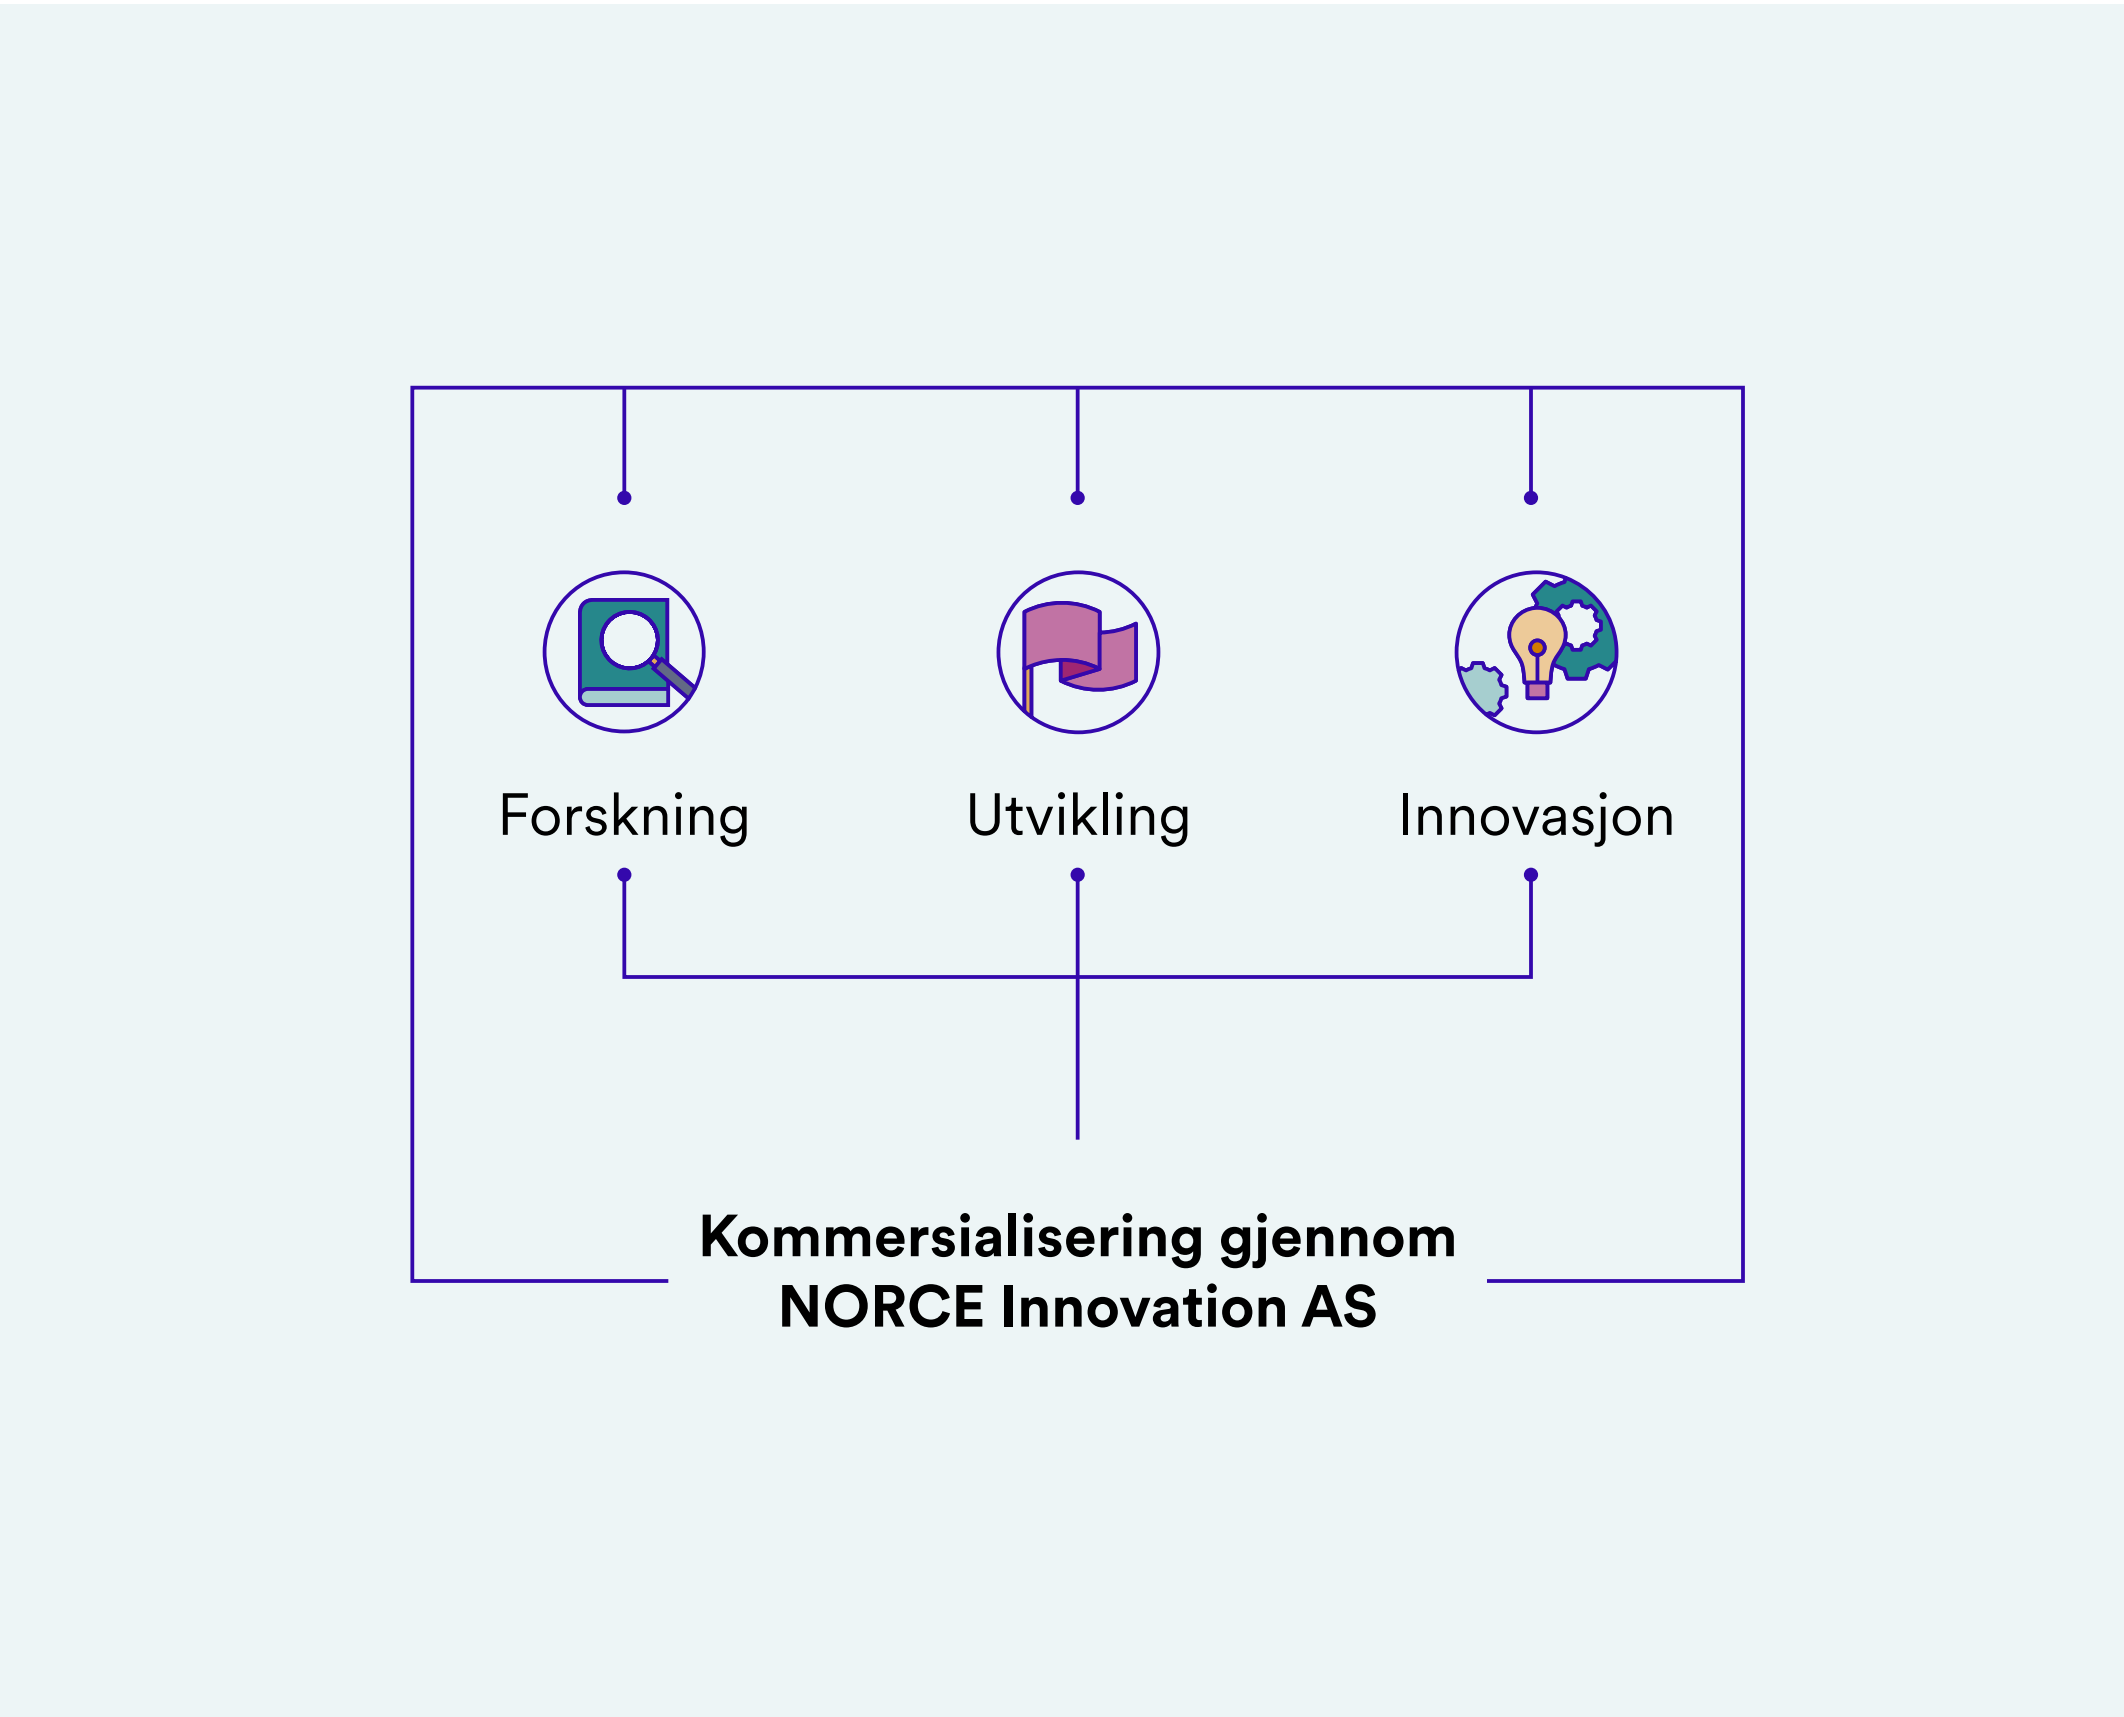 Forskning
Utvikling
Innovasjon
Kommersialisering gjennom
NORCE Innovation AS